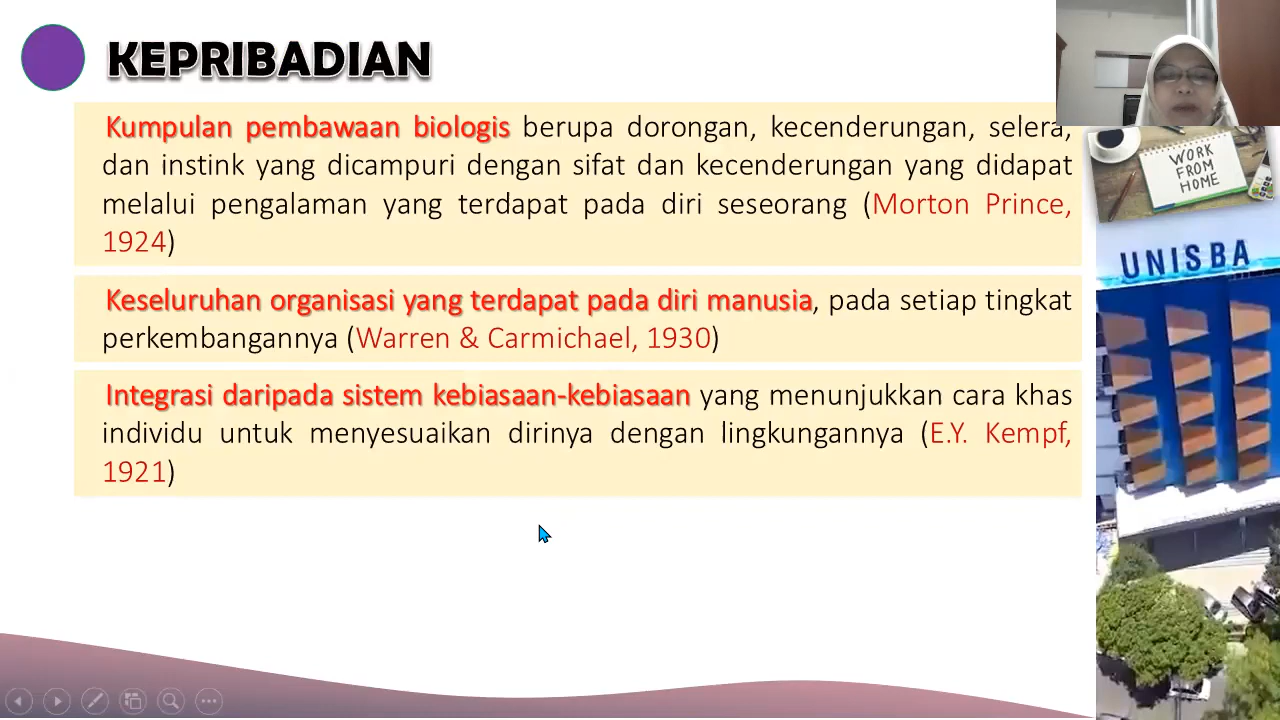 KEPRIBADIAN
Kumpulan pembawaan biologis berupa dorongan, kecenderungan, selera,
dan instink yang dicampuri dengan sifat dan kecenderungan yang didapat
melalui pengalaman yang terdapat pada diri seseorang (Morton Prince,
1924)
Keseluruhan organisasi yang terdapat pada diri manusia, pada setiap tingkat
perkembangannya (Warren & Carmichael, 1930)
Integrasi daripada sistem kebiasaan-kebiasaan yang menunjukkan cara khas
individu untuk menyesuaikan dirinya dengan lingkungannya (E.Y. Kempf,
1921)
WORK
FROM
HOME
UNISBA